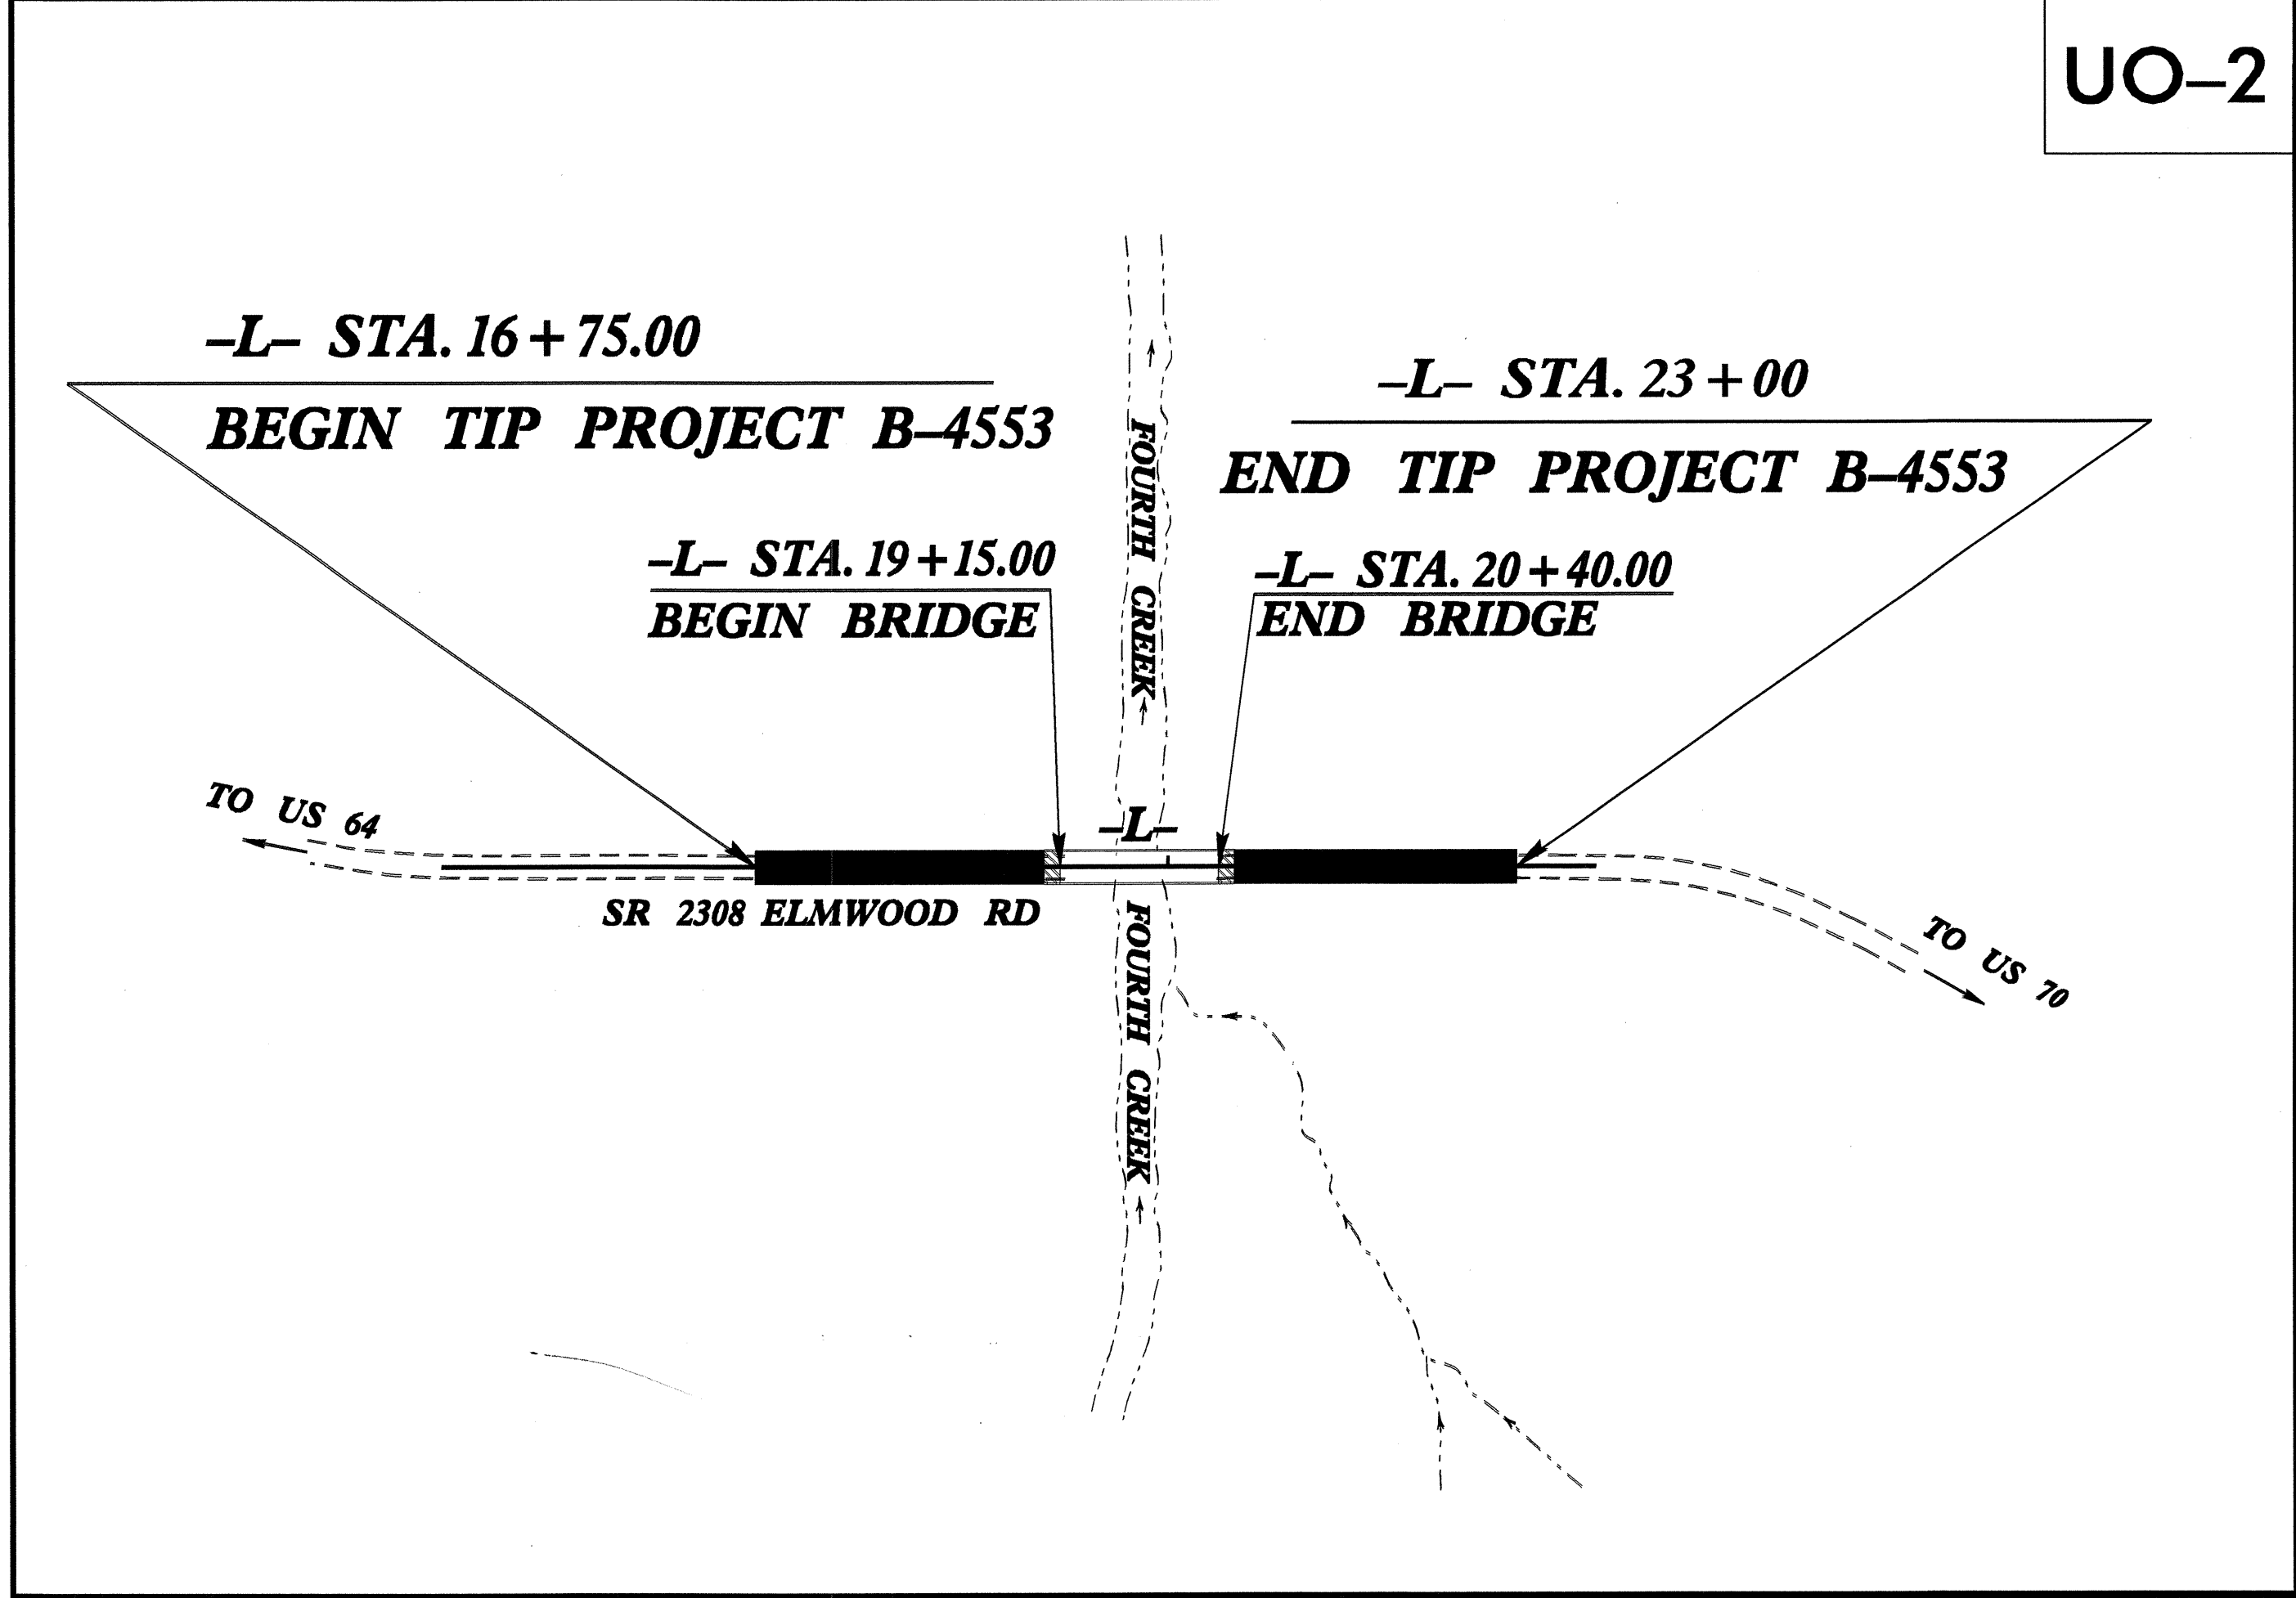 UO–2
–L– STA. 16+75.00
BEGIN TIP PROJECT B–4553
–L– STA. 23+00
END TIP PROJECT B–4553
–L– STA. 19+15.00
BEGIN BRIDGE
–L– STA. 20+40.00
END BRIDGE
FOURTH CREEK
TO US 64
–L–
SR 2308 ELMWOOD RD
TO US 70
FOURTH CREEK